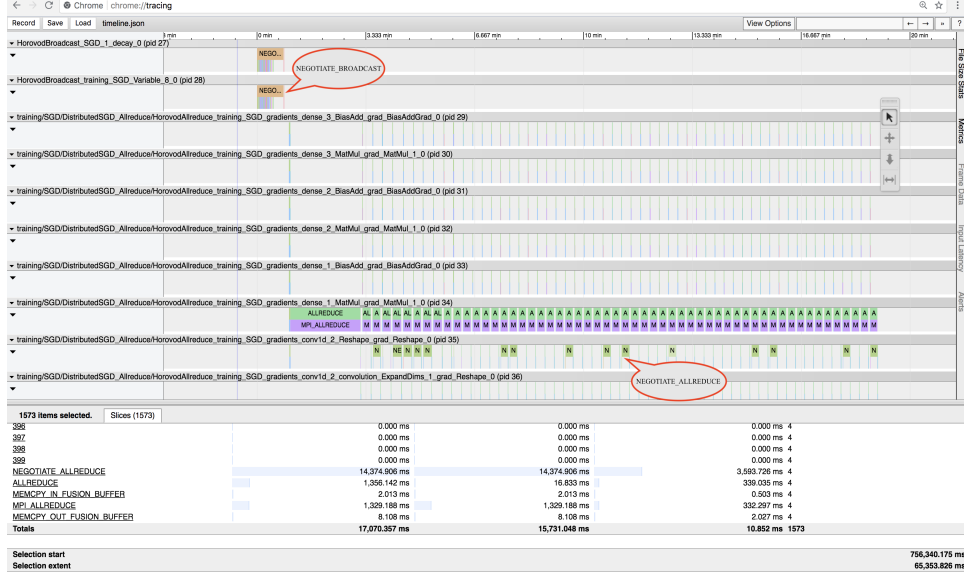 Chrome chrome://tracing
Record Save Load timeline.json View Options ← → » ?
0 min 3.333 min 6.667 min 10 min 13.333 min 16.667 min 20 min
HorovodBroadcast_SGD_1_decay_0 (pid 27)
NEGO...
NEGOTIATE_BROADCAST
HorovodBroadcast_training_SGD_Variable_8_0 (pid 28)
NEGO...
training/SGD/DistributedSGD_Allreduce/HorovodAllreduce_training_SGD_gradients_dense_3_BiasAdd_grad_BiasAddGrad_0 (pid 29)
training/SGD/DistributedSGD_Allreduce/HorovodAllreduce_training_SGD_gradients_dense_3_MatMul_grad_MatMul_1_0 (pid 30)
training/SGD/DistributedSGD_Allreduce/HorovodAllreduce_training_SGD_gradients_dense_2_BiasAdd_grad_BiasAddGrad_0 (pid 31)
training/SGD/DistributedSGD_Allreduce/HorovodAllreduce_training_SGD_gradients_dense_2_MatMul_grad_MatMul_1_0 (pid 32)
training/SGD/DistributedSGD_Allreduce/HorovodAllreduce_training_SGD_gradients_dense_1_BiasAdd_grad_BiasAddGrad_0 (pid 33)
training/SGD/DistributedSGD_Allreduce/HorovodAllreduce_training_SGD_gradients_dense_1_MatMul_grad_MatMul_1_0 (pid 34)
ALLREDUCE AL A AL AL AL A AL A A A A A A A A A A A A A A A A A A A A A A A A A A A A A A A A A A A A A A A A A A A A A A A
MPI_ALLREDUCE M M M M M M M M M M M M M M M M M M M M M M M M M M M M M M M M M M M M M M M M M M M M M M M M M M M M M M
training/SGD/DistributedSGD_Allreduce/HorovodAllreduce_training_SGD_gradients_conv1d_2_Reshape_grad_Reshape_0 (pid 35)
N NE N N N N N N N N N N N N N
NEGOTIATE_ALLREDUCE
training/SGD/DistributedSGD_Allreduce/HorovodAllreduce_training_SGD_gradients_conv1d_2_convolution_ExpandDims_1_grad_Reshape_0 (pid 36)
File Size Stats
Metrics
Frame Data
Input Latency
Alerts
1573 items selected. Slices (1573)
396 0.000 ms 0.000 ms 0.000 ms 4
397 0.000 ms 0.000 ms 0.000 ms 4
398 0.000 ms 0.000 ms 0.000 ms 4
399 0.000 ms 0.000 ms 0.000 ms 4
NEGOTIATE_ALLREDUCE 14,374.906 ms 14,374.906 ms 3,593.726 ms 4
ALLREDUCE 1,356.142 ms 16.833 ms 339.035 ms 4
MEMCPY_IN_FUSION_BUFFER 2.013 ms 2.013 ms 0.503 ms 4
MPI_ALLREDUCE 1,329.188 ms 1,329.188 ms 332.297 ms 4
MEMCPY_OUT_FUSION_BUFFER 8.108 ms 8.108 ms 2.027 ms 4
Totals 17,070.357 ms 15,731.048 ms 10.852 ms 1573
Selection start 756,340.175 ms
Selection extent 65,353.826 ms